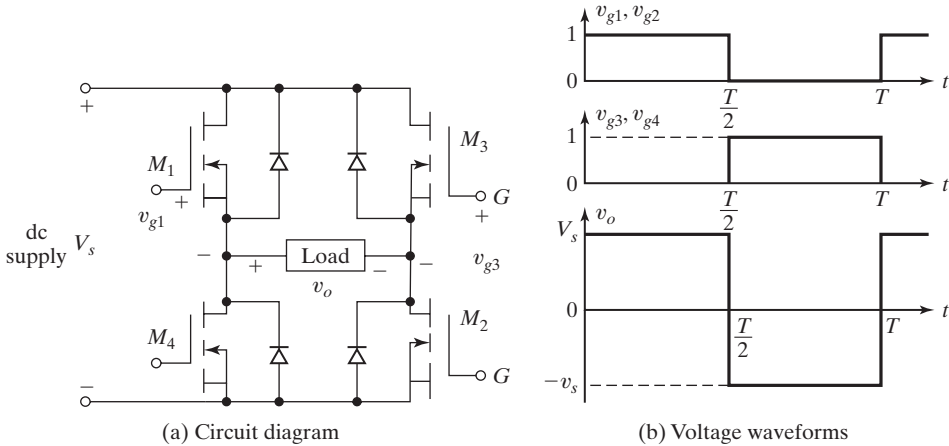 +
M1
vg1
+
M3
G
+
vg3
dc
supply Vs
−
+
Load
−
−
vo
M4
M2
G
−
(a) Circuit diagram
vg1, vg2
1
0
T/2
T
t
vg3, vg4
1
0
T/2
T
t
Vs
vo
0
T/2
T
t
−vs
(b) Voltage waveforms